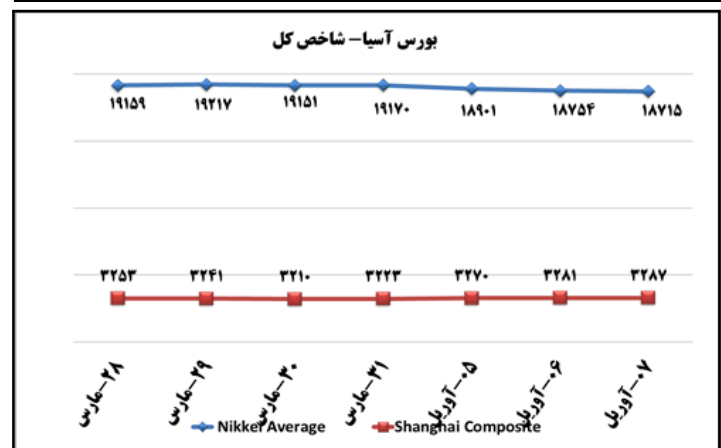 بورس آسیا– شاخص کل
۱۹۱۵۹ ۱۹۲۱۷ ۱۹۱۵۱ ۱۹۱۷۰ ۱۸۹۰۱ ۱۸۷۵۴ ۱۸۷۱۵
۳۲۵۳ ۳۲۴۱ ۳۲۱۰ ۳۲۲۳ ۳۲۷۰ ۳۲۸۱ ۳۲۸۷
۲۸–مارس ۲۹–مارس ۳۰–مارس ۳۱–مارس ۰۵–آوریل ۰۶–آوریل ۰۷–آوریل
Nikkei Average Shanghai Composite